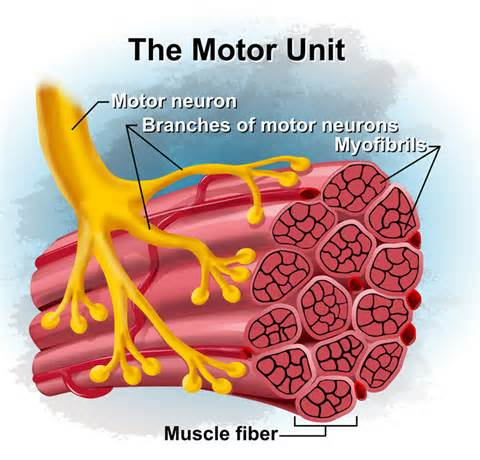 The Motor Unit
Motor neuron
Branches of motor neurons
Myofibrils
Muscle fiber